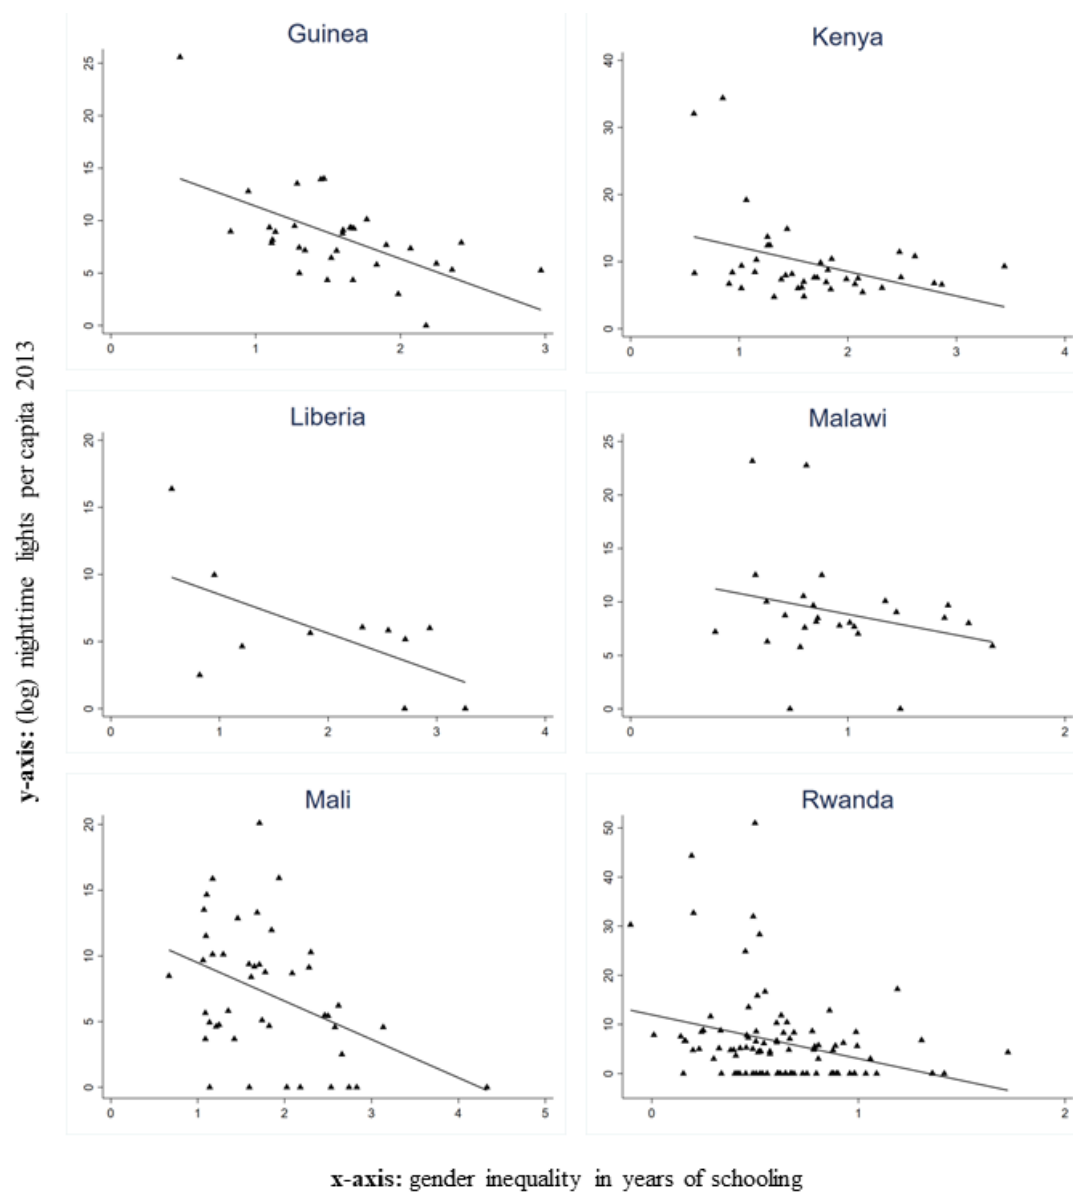 Guinea
25
20
15
10
5
0
0 1 2 3
Kenya
40
30
20
10
0
0 1 2 3 4
Liberia
20
15
10
5
0
0 1 2 3 4
Malawi
25
20
15
10
5
0
0 1 2
Mali
20
15
10
5
0
0 1 2 3 4 5
Rwanda
50
40
30
20
10
0
0 1 2
y-axis: (log) nighttime lights per capita 2013
x-axis: gender inequality in years of schooling